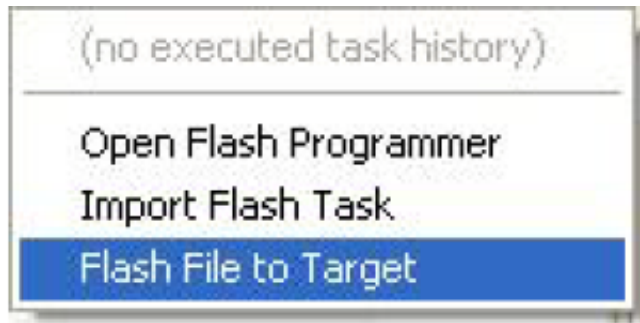 (no executed task history)
Open Flash Programmer
Import Flash Task
Flash File to Target